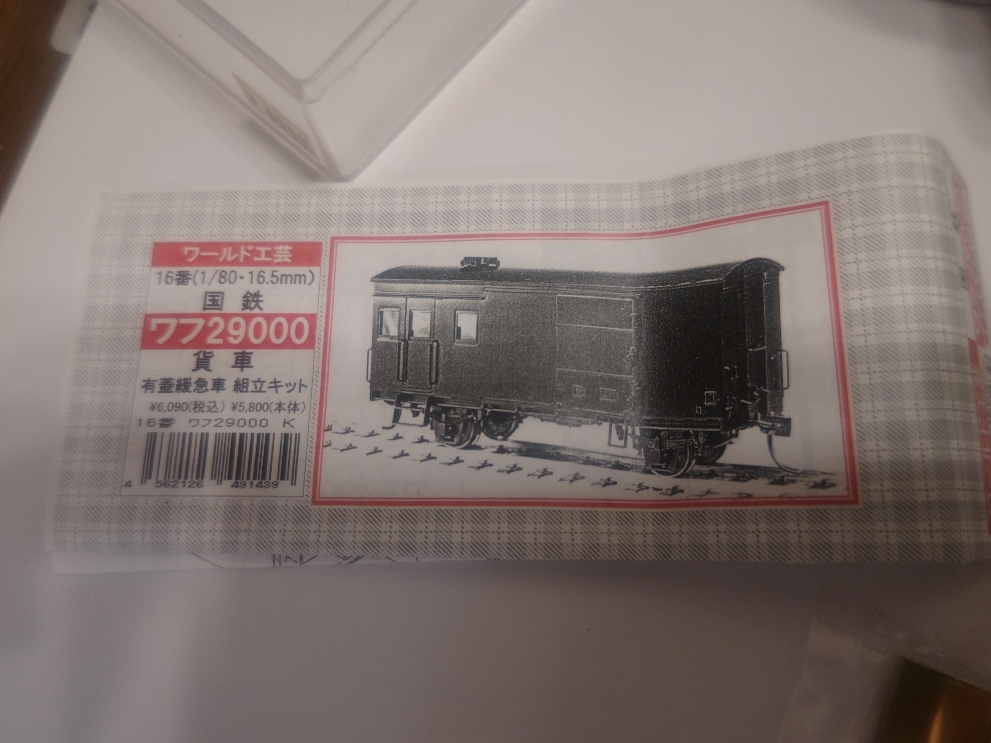 ワールド工芸
16番(1/80・16.5mm)
国鉄
ワフ29000
貨車
有蓋緩急車 組立キット
¥6,090(税込) ¥5,800(本体)
16番 ワフ29000 K
4 562126 491439